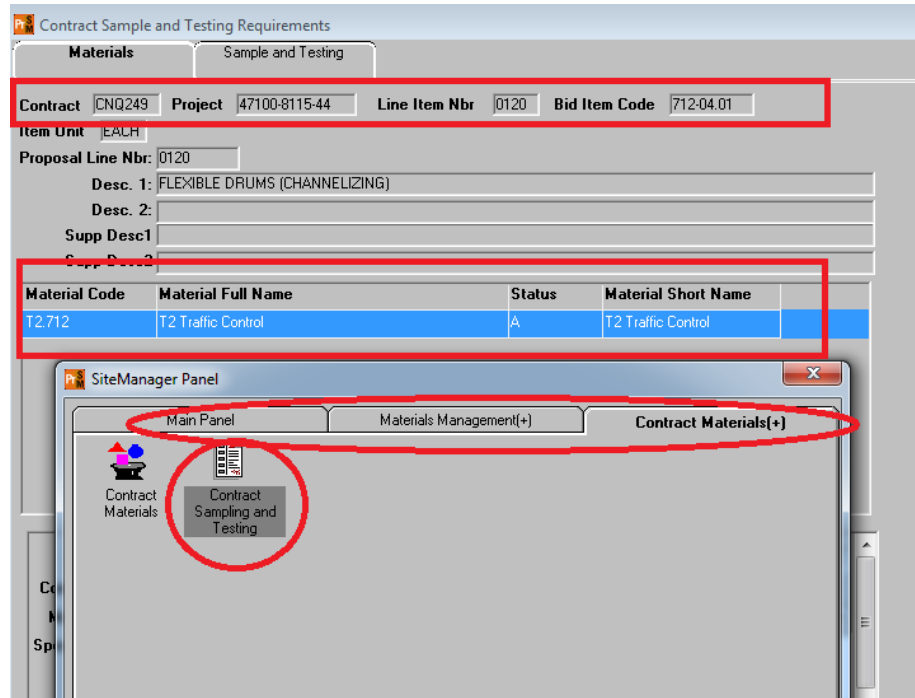 Contract Sample and Testing Requirements
Materials Sample and Testing
Contract CNQ249 Project 47100-8115-44 Line Item Nbr 0120 Bid Item Code 712-04.01
Item Unit EACH
Proposal Line Nbr: 0120
Desc. 1: FLEXIBLE DRUMS (CHANNELIZING)
Desc. 2:
Supp Desc1
Supp Desc2
Material Code Material Full Name Status Material Short Name
T2.712 T2 Traffic Control A T2 Traffic Control
SiteManager Panel
Main Panel Materials Management(+) Contract Materials(+)
Contract
Materials
Contract
Sampling and
Testing